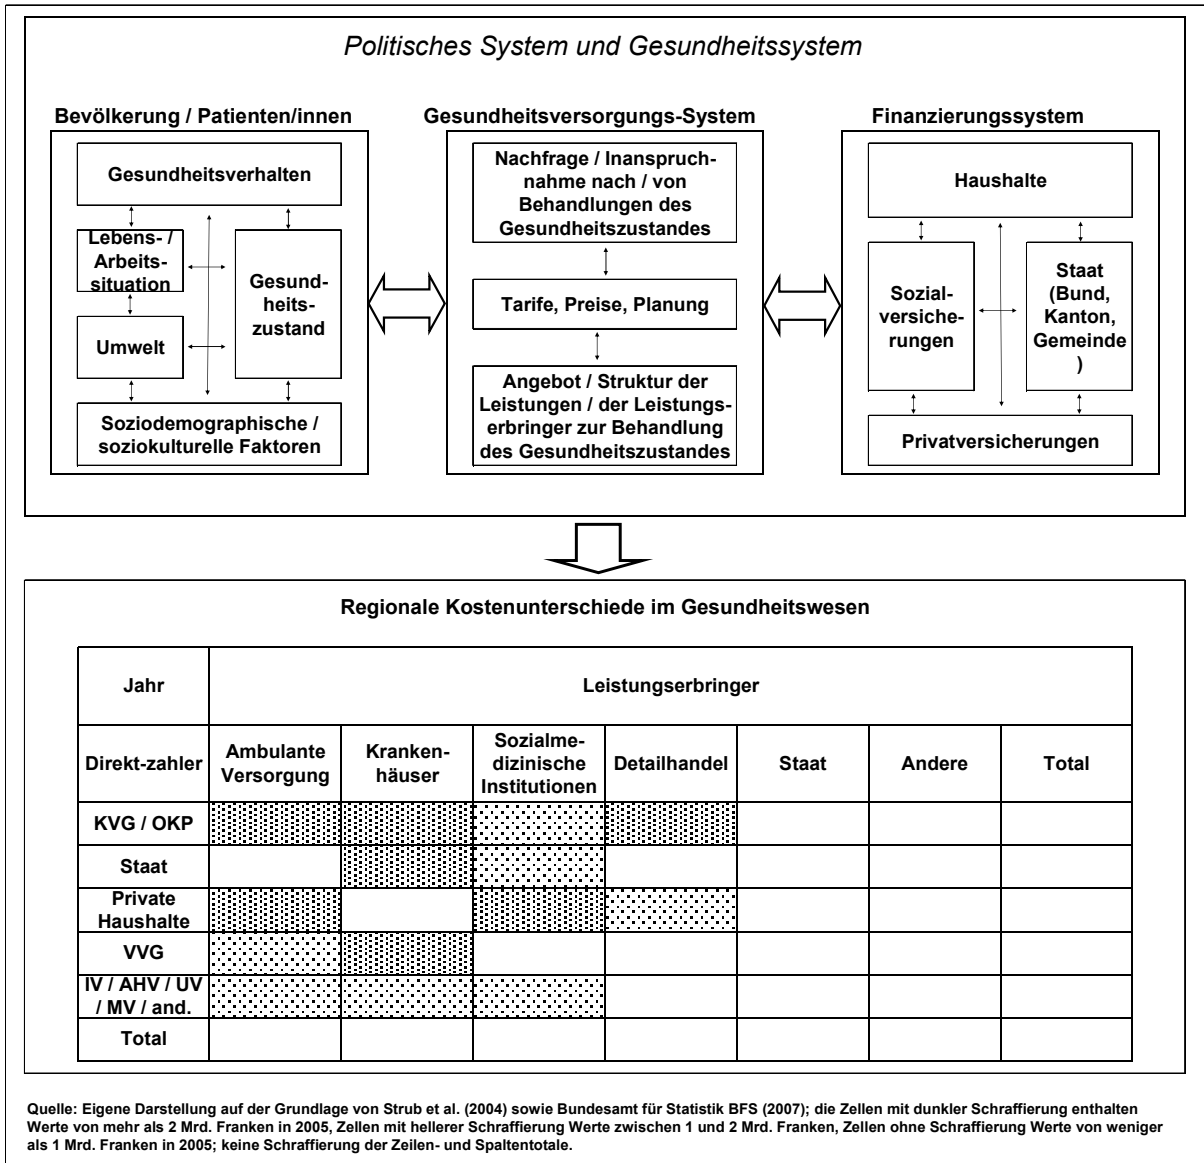 Politisches System und Gesundheitssystem
Bevölkerung / Patienten/innen
Gesundheitsverhalten
Lebens- /
Arbeits-
situation
Umwelt
Gesund-
heits-
zustand
Soziodemographische /
soziokulturelle Faktoren
Gesundheitsversorgungs-System
Nachfrage / Inanspruch-
nahme nach / von
Behandlungen des
Gesundheitszustandes
Tarife, Preise, Planung
Angebot / Struktur der
Leistungen / der Leistungs-
erbringer zur Behandlung
des Gesundheitszustandes
Finanzierungssystem
Haushalte
Sozial-
versiche-
rungen
Staat
(Bund,
Kanton,
Gemeinde
)
Privatversicherungen
Regionale Kostenunterschiede im Gesundheitswesen
Jahr
Leistungserbringer
Direkt-zahler
Ambulante
Versorgung
Kranken-
häuser
Sozialme-
dizinische
Institutionen
Detailhandel
Staat
Andere
Total
KVG / OKP
Staat
Private
Haushalte
VVG
IV / AHV / UV
/ MV / and.
Total
Quelle: Eigene Darstellung auf der Grundlage von Strub et al. (2004) sowie Bundesamt für Statistik BFS (2007); die Zellen mit dunkler Schraffierung enthalten
Werte von mehr als 2 Mrd. Franken in 2005, Zellen mit hellerer Schraffierung Werte zwischen 1 und 2 Mrd. Franken, Zellen ohne Schraffierung Werte von weniger
als 1 Mrd. Franken in 2005; keine Schraffierung der Zeilen- und Spaltentotale.